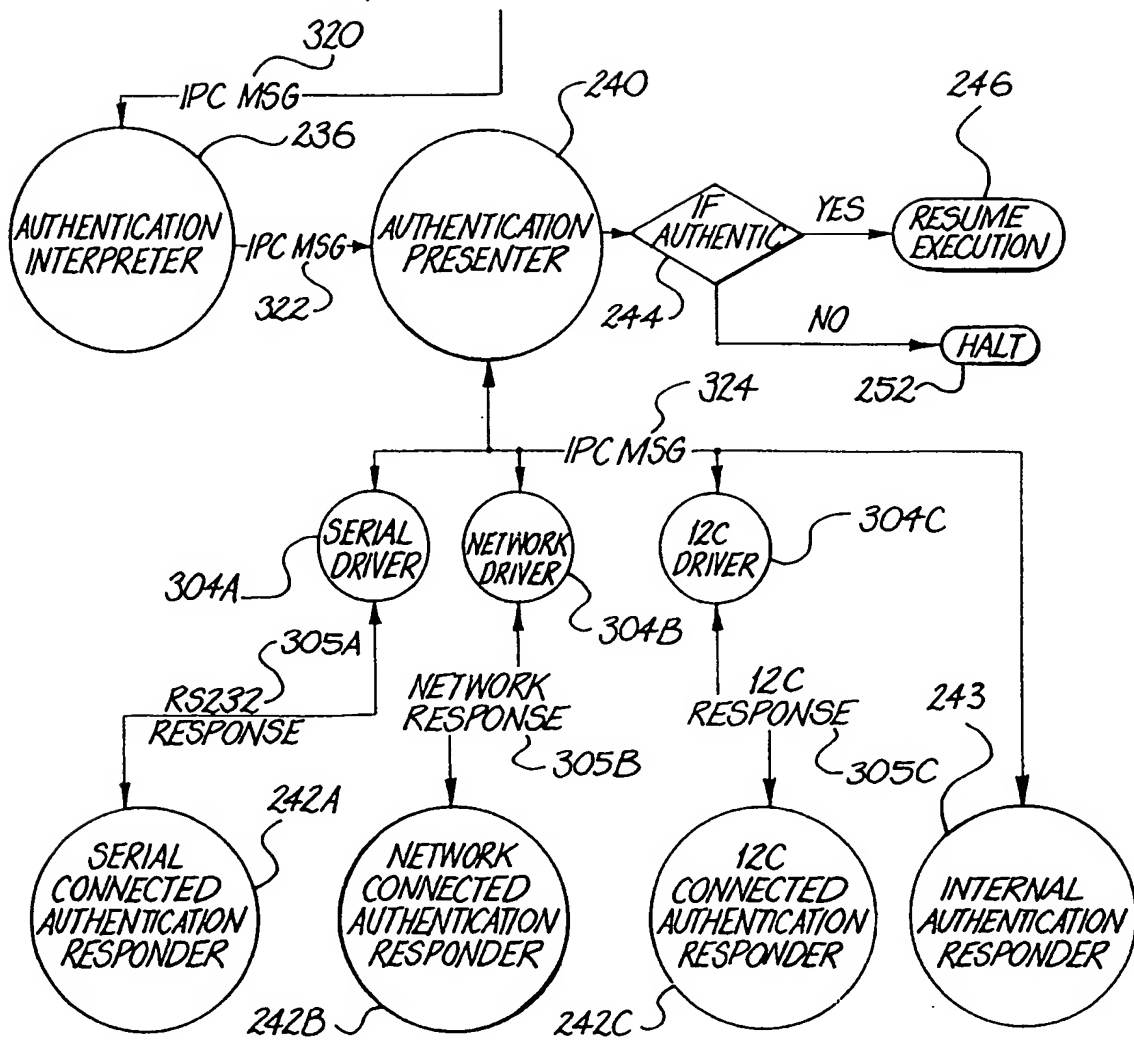 320
IPC MSG
236
240
246
AUTHENTICATION
INTERPRETER
IPC MSG
322
AUTHENTICATION
PRESENTER
IF
AUTHENTIC
244
YES
RESUME
EXECUTION
NO
HALT
252
324
IPC MSG
SERIAL
DRIVER
304A
NETWORK
DRIVER
304B
12C
DRIVER
304C
305A
RS232
RESPONSE
NETWORK
RESPONSE
305B
12C
RESPONSE
305C
243
242A
SERIAL
CONNECTED
AUTHENTICATION
RESPONDER
NETWORK
CONNECTED
AUTHENTICATION
RESPONDER
242B
12C
CONNECTED
AUTHENTICATION
RESPONDER
242C
INTERNAL
AUTHENTICATION
RESPONDER